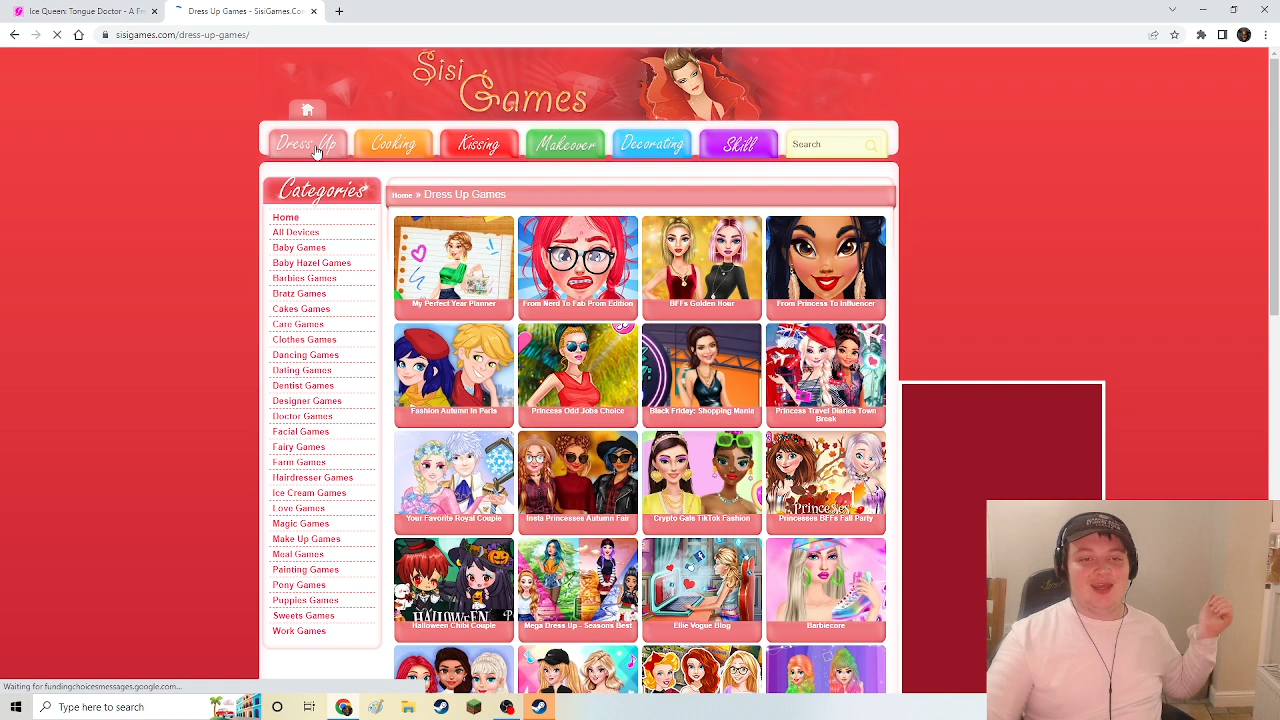 Ice Queen: Tongue Doctor - A Fr
Dress Up Games - SisiGames.Com
sisigames.com/dress-up-games/
Sisi Games
Dress Up
Cooking
Kissing
Makeover
Decorating
Skill
Search
Categories
Home
All Devices
Baby Games
Baby Hazel Games
Barbies Games
Bratz Games
Cakes Games
Care Games
Clothes Games
Dancing Games
Dating Games
Dentist Games
Designer Games
Doctor Games
Facial Games
Fairy Games
Farm Games
Hairdresser Games
Ice Cream Games
Love Games
Magic Games
Make Up Games
Meal Games
Painting Games
Pony Games
Puppies Games
Sweets Games
Work Games
Home » Dress Up Games
My Perfect Year Planner
From Nerd To Fab Prom Edition
BFFs Golden Hour
From Princess To Influencer
Fashion Autumn In Paris
Princess Odd Jobs Choice
Black Friday: Shopping Mania
Princess Travel Diaries Town
Break
Your Favorite Royal Couple
Insta Princesses Autumn Fair
Crypto Gals TikTok Fashion
Princesses
Princesses BFFs Fall Party
HALLOWEEN
Halloween Chibi Couple
Mega Dress Up - Seasons Best
Ellie Vogue Blog
Barbiecore
Waiting for fundingchoicesmessages.google.com...
Type here to search